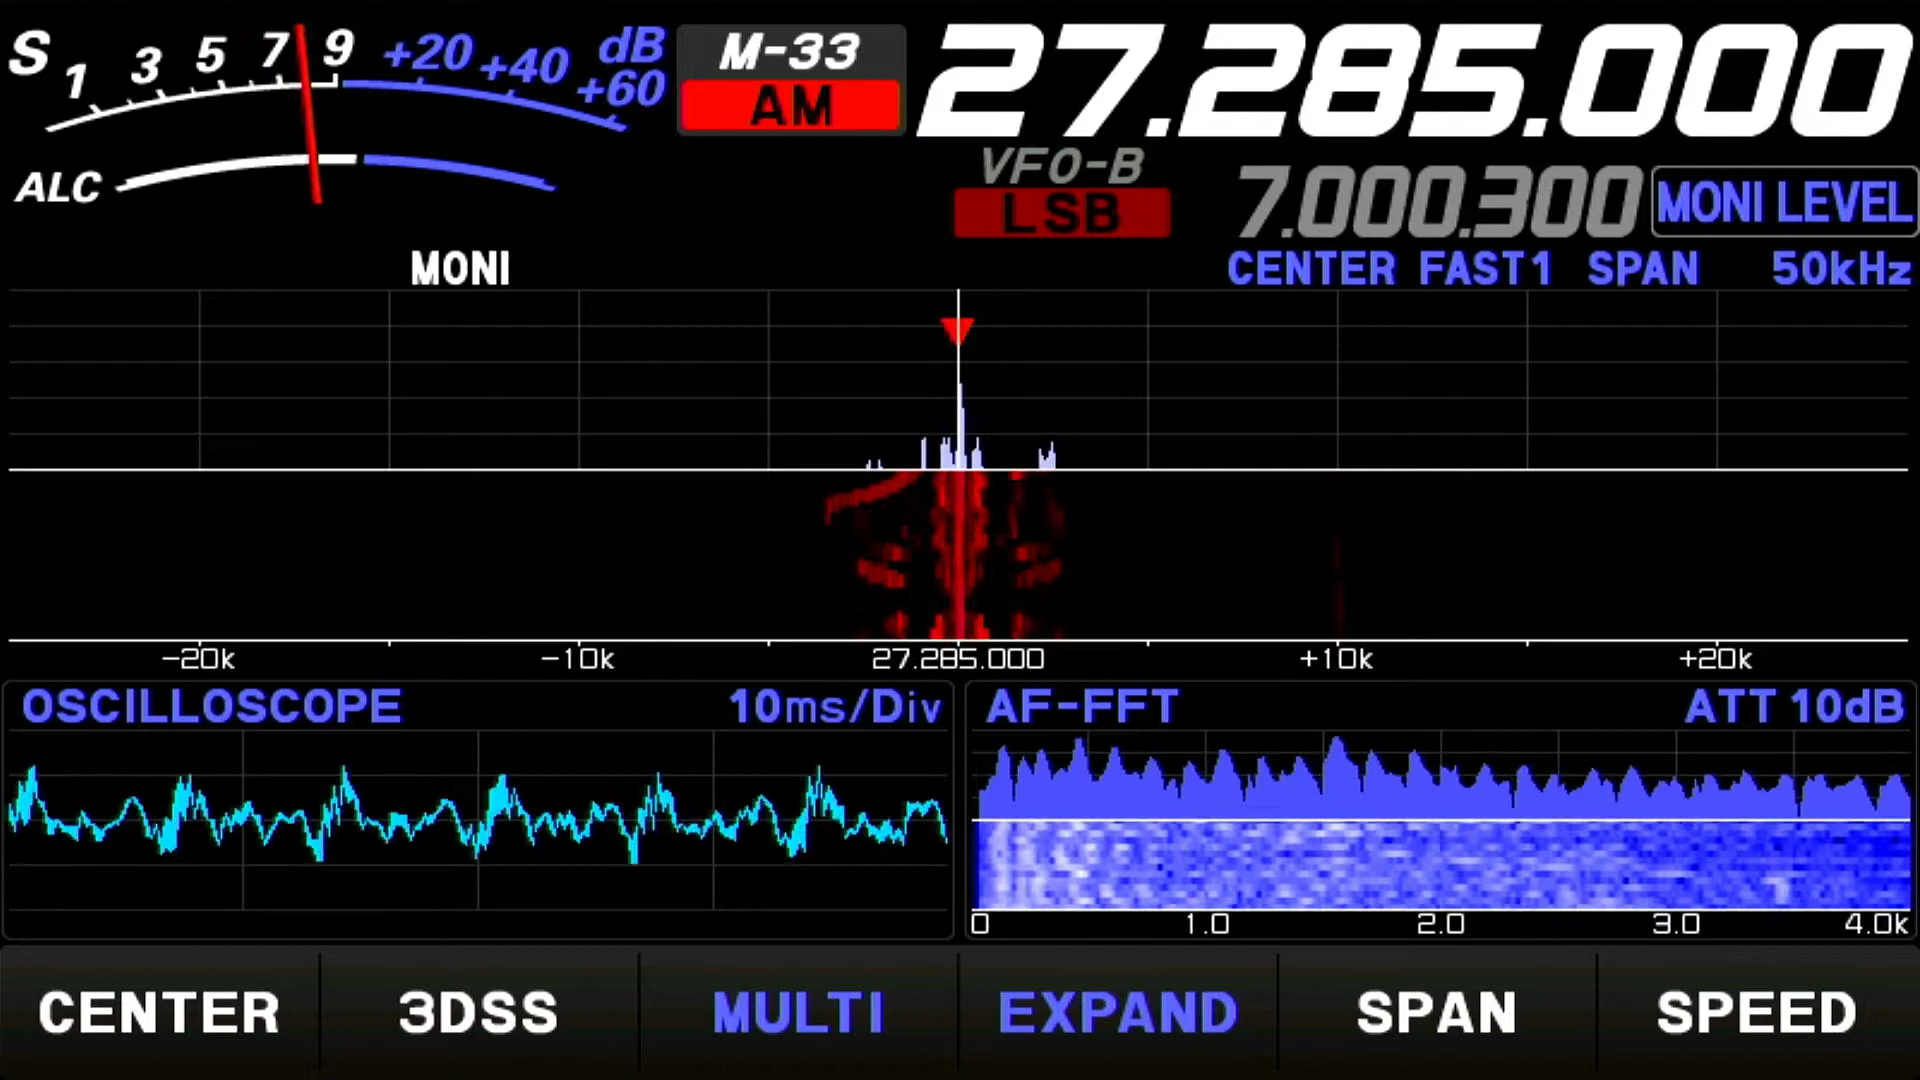 S 1 3 5 7 9 +20 +40 +60 dB
M-33
AM
27.285.000
ALC
VFO-B
LSB
7.000.300
MONI LEVEL
MONI
CENTER FAST1 SPAN 50kHz
-20k -10k 27.285.000 +10k +20k
OSCILLOSCOPE 10ms/Div
AF-FFT ATT 10dB
0 1.0 2.0 3.0 4.0k
CENTER 3DSS MULTI EXPAND SPAN SPEED